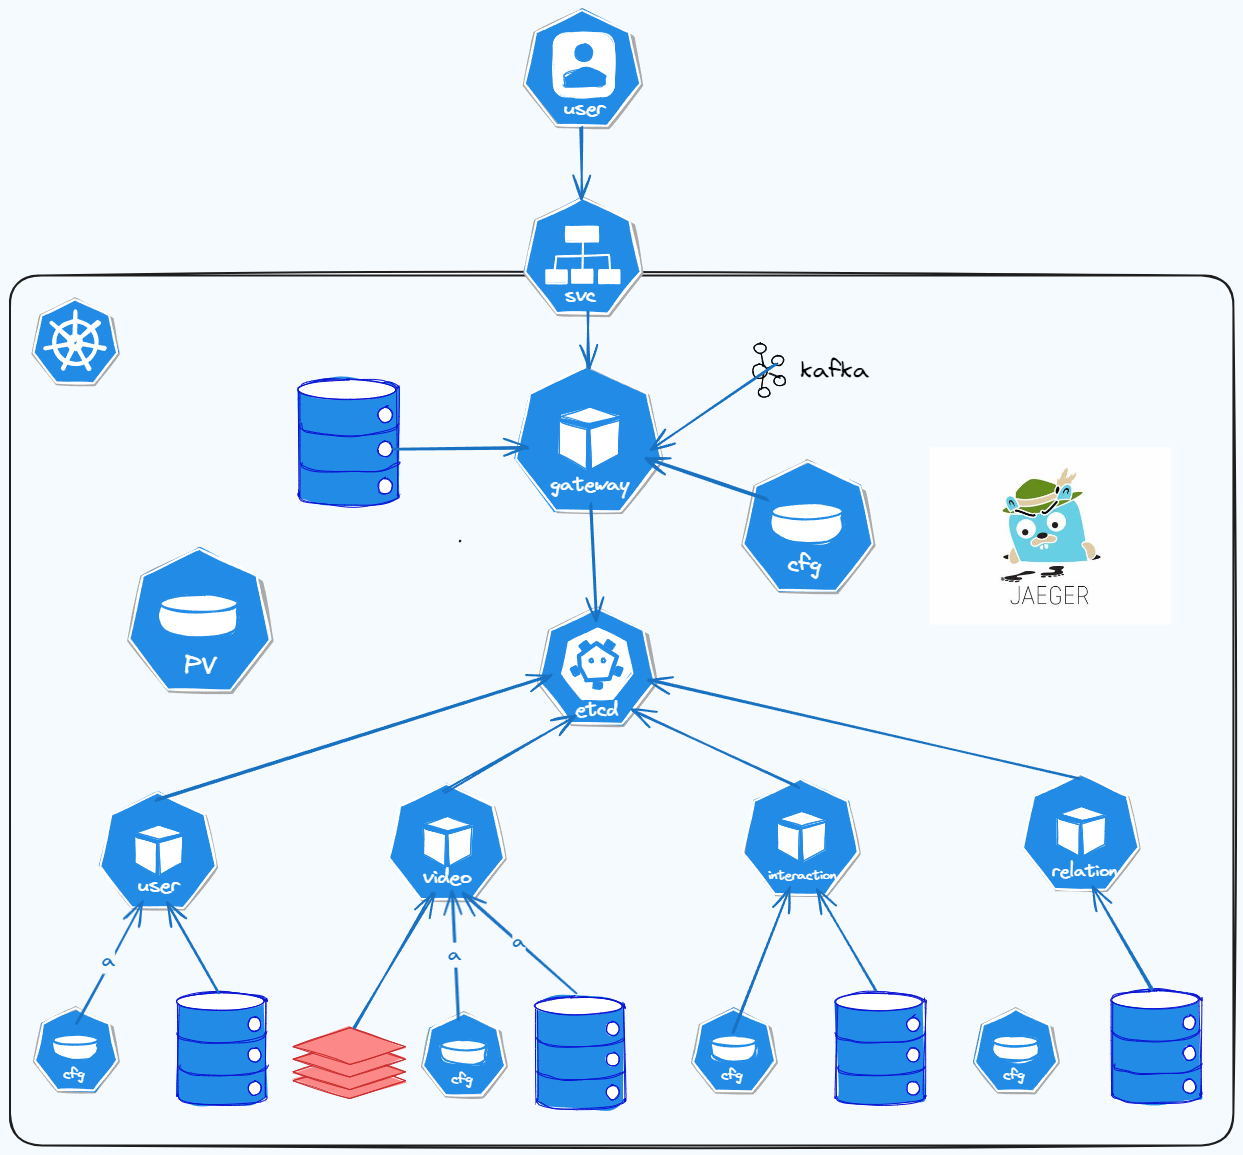 user
svc
kafka
gateway
cfg
JAEGER
PV
etcd
user
video
interaction
relation
a
a
a
cfg
cfg
cfg
cfg